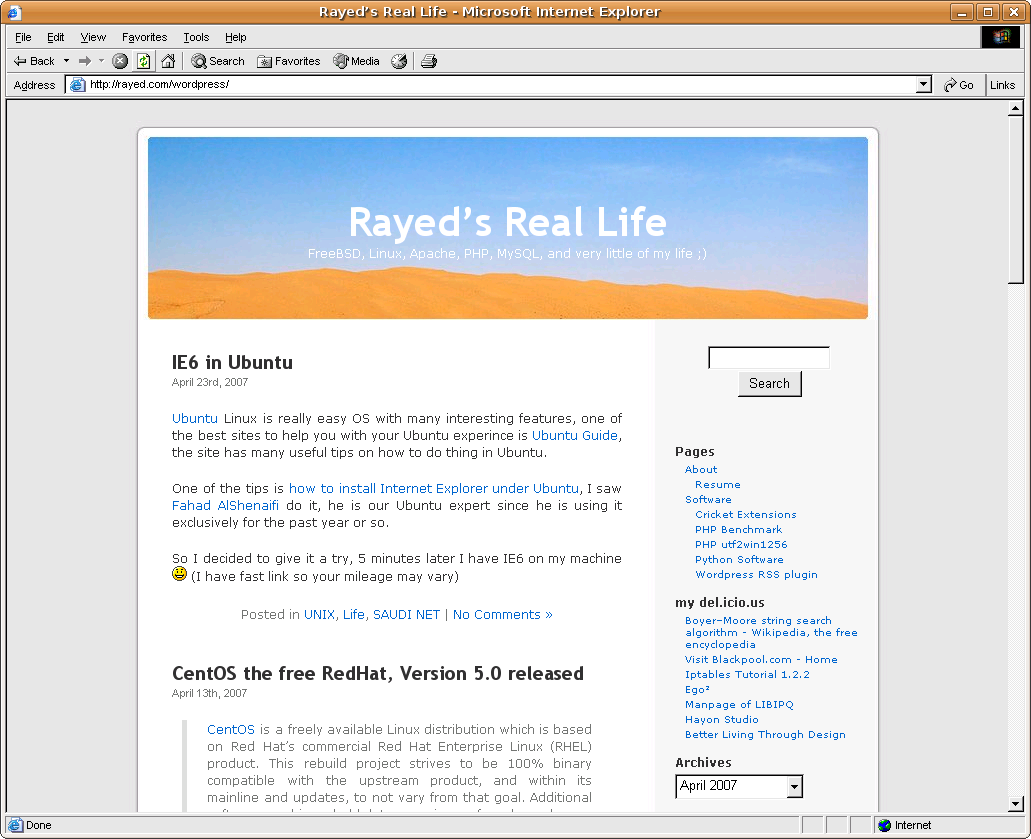 Rayed's Real Life - Microsoft Internet Explorer
File Edit View Favorites Tools Help
Back Search Favorites Media
Address http://rayed.com/wordpress/ Go Links
Rayed's Real Life
FreeBSD, Linux, Apache, PHP, MySQL, and very little of my life ;)
IE6 in Ubuntu
April 23rd, 2007
Ubuntu Linux is really easy OS with many interesting features, one of
the best sites to help you with your Ubuntu experince is Ubuntu Guide,
the site has many useful tips on how to do thing in Ubuntu.
One of the tips is how to install Internet Explorer under Ubuntu, I saw
Fahad AlShenaifi do it, he is our Ubuntu expert since he is using it
exclusively for the past year or so.
So I decided to give it a try, 5 minutes later I have IE6 on my machine
(I have fast link so your mileage may vary)
Posted in UNIX, Life, SAUDI NET | No Comments »
CentOS the free RedHat, Version 5.0 released
April 13th, 2007
CentOS is a freely available Linux distribution which is based
on Red Hat's commercial Red Hat Enterprise Linux (RHEL)
product. This rebuild project strives to be 100% binary
compatible with the upstream product, and within its
mainline and updates, to not vary from that goal. Additional
Search
Pages
About
Resume
Software
Cricket Extensions
PHP Benchmark
PHP utf2win1256
Python Software
Wordpress RSS plugin
my del.icio.us
Boyer-Moore string search
algorithm - Wikipedia, the free
encyclopedia
Visit Blackpool.com - Home
Iptables Tutorial 1.2.2
Ego²
Manpage of LIBIPQ
Hayon Studio
Better Living Through Design
Archives
April 2007
Done Internet